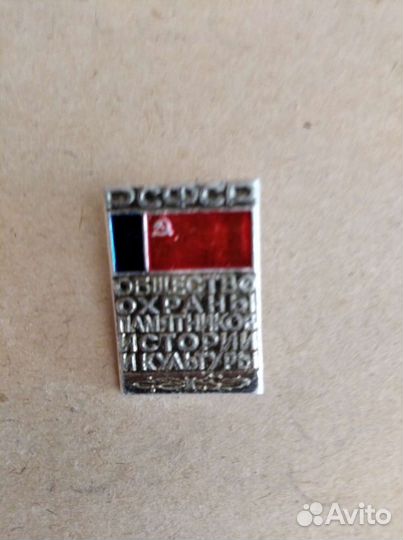 РСФСР
ОБЩЕСТВО
ОХРАНЫ
ПАМЯТНИКОВ
ИСТОРИИ
И КУЛЬТУРЫ
Avito